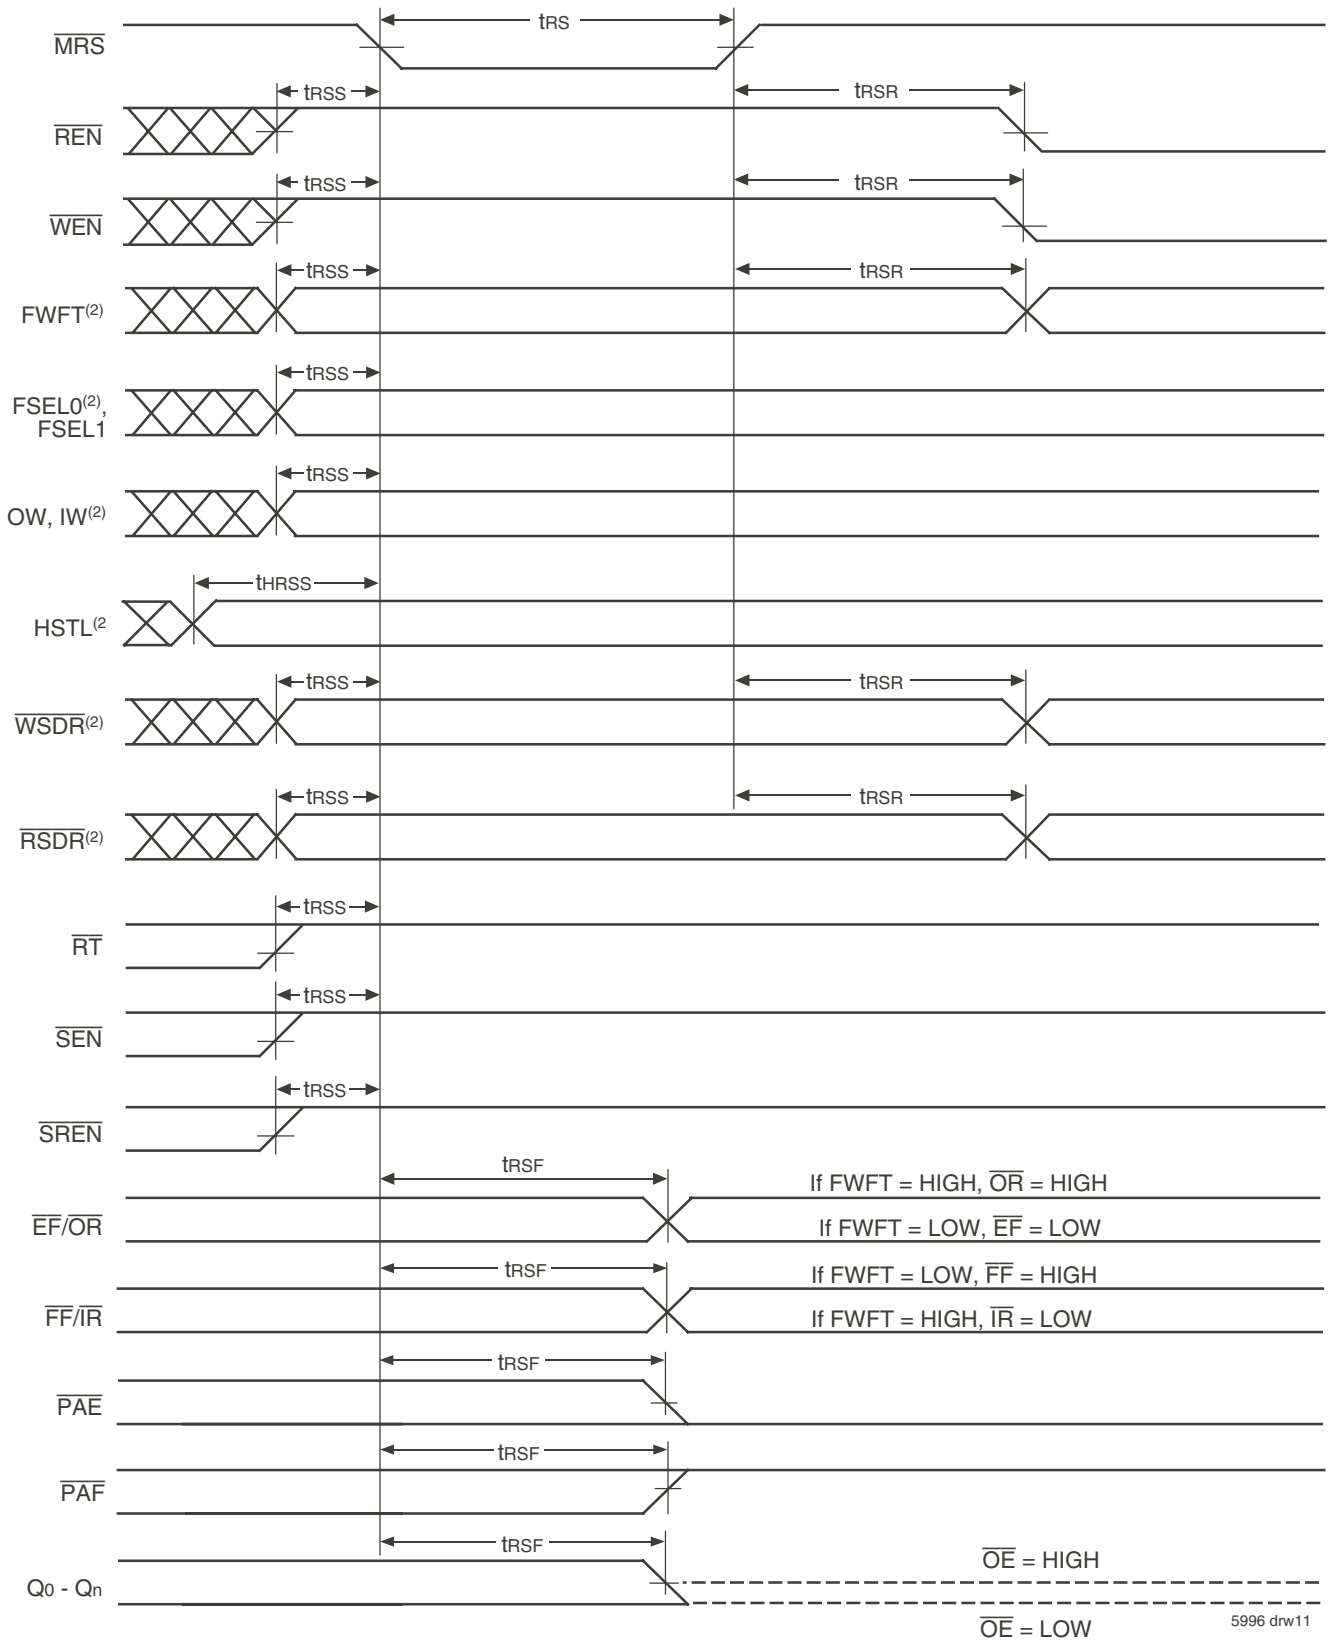 tRS
MRS
tRSS tRSR
REN
tRSS tRSR
WEN
tRSS tRSR
FWFT(2)
tRSS
FSEL0(2),
FSEL1
tRSS
OW, IW(2)
tHRSS
HSTL(2
tRSS tRSR
WSDR(2)
tRSS tRSR
RSDR(2)
tRSS
RT
tRSS
SEN
tRSS
SREN
tRSF
If FWFT = HIGH, OR = HIGH
EF/OR
If FWFT = LOW, EF = LOW
tRSF
If FWFT = LOW, FF = HIGH
FF/IR
If FWFT = HIGH, IR = LOW
tRSF
PAE
tRSF
PAF
tRSF
OE = HIGH
Q0 - Qn
OE = LOW
5996 drw11